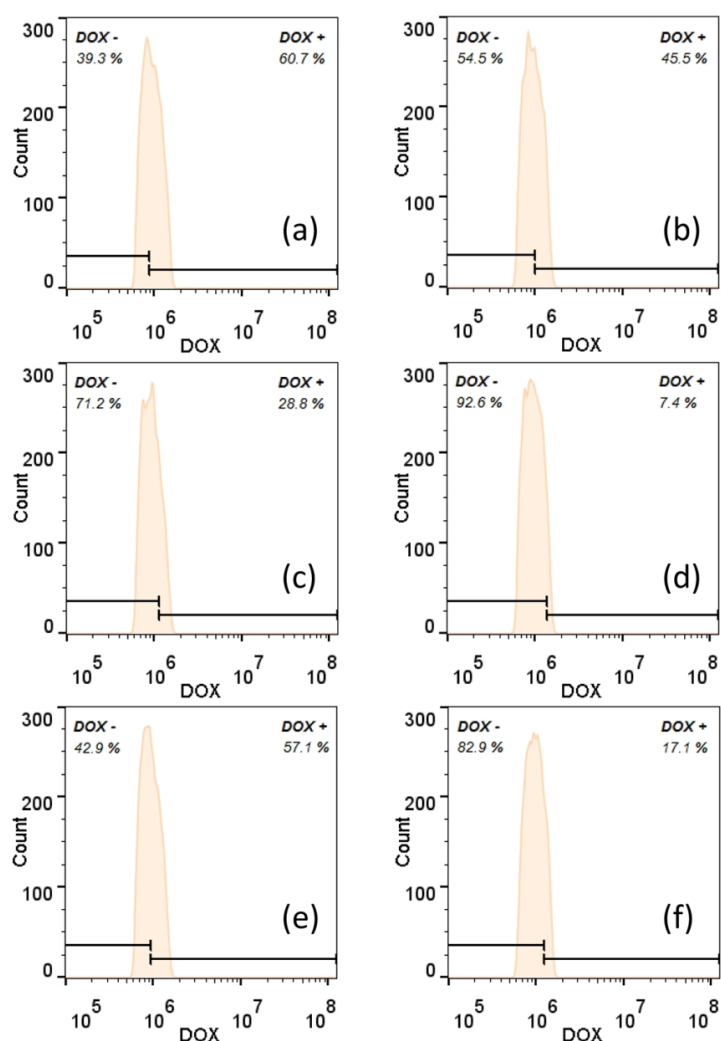 300
DOX - DOX +
39.3 % 60.7 %
200
Count
100
(a)
0
10^5 10^6 10^7 10^8
DOX
300
DOX - DOX +
54.5 % 45.5 %
200
Count
100
(b)
0
10^5 10^6 10^7 10^8
DOX
300
DOX - DOX +
71.2 % 28.8 %
200
Count
100
(c)
0
10^5 10^6 10^7 10^8
DOX
300
DOX - DOX +
92.6 % 7.4 %
200
Count
100
(d)
0
10^5 10^6 10^7 10^8
DOX
300
DOX - DOX +
42.9 % 57.1 %
200
Count
100
(e)
0
10^5 10^6 10^7 10^8
DOX
300
DOX - DOX +
82.9 % 17.1 %
200
Count
100
(f)
0
10^5 10^6 10^7 10^8
DOX